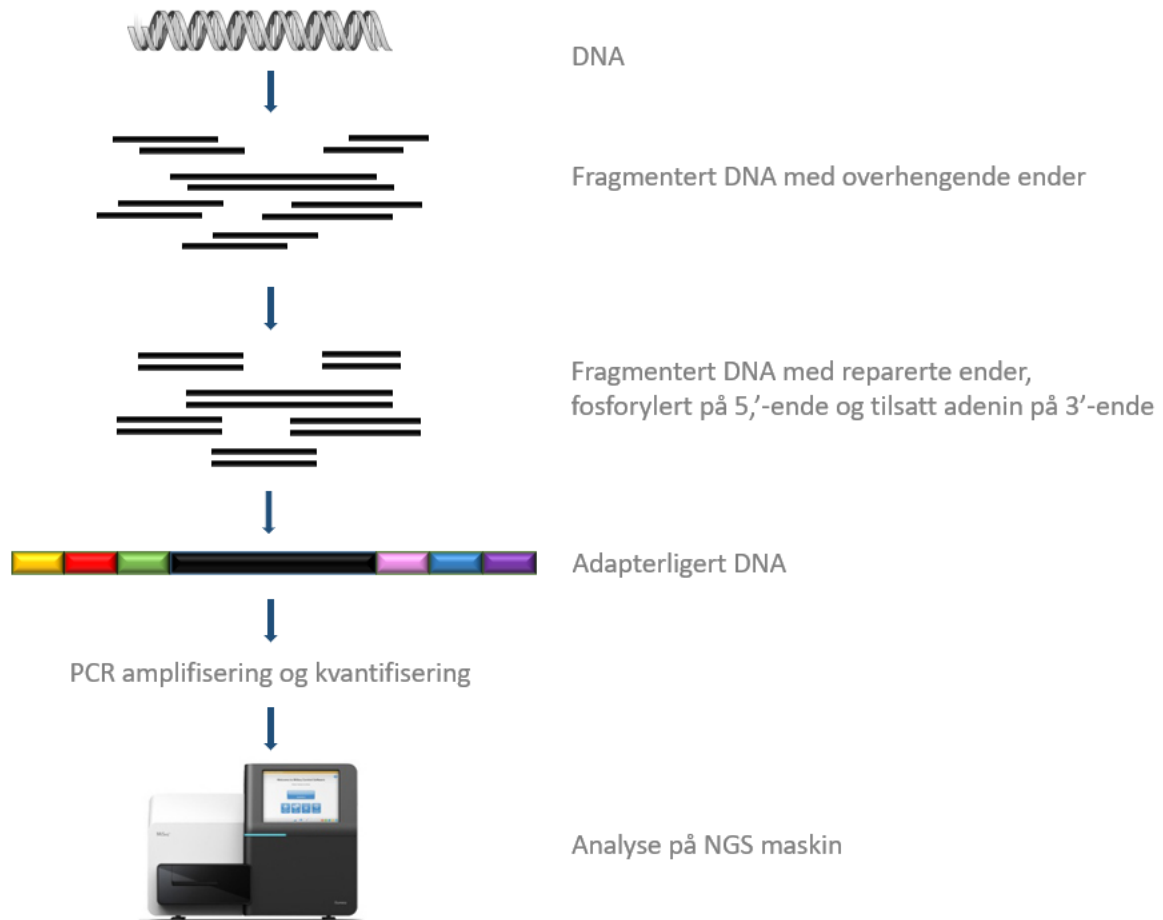 DNA
Fragmentert DNA med overhengende ender
Fragmentert DNA med reparerte ender,
fosforylert på 5,’-ende og tilsatt adenin på 3’-ende
Adapterligert DNA
PCR amplifisering og kvantifisering
Analyse på NGS maskin